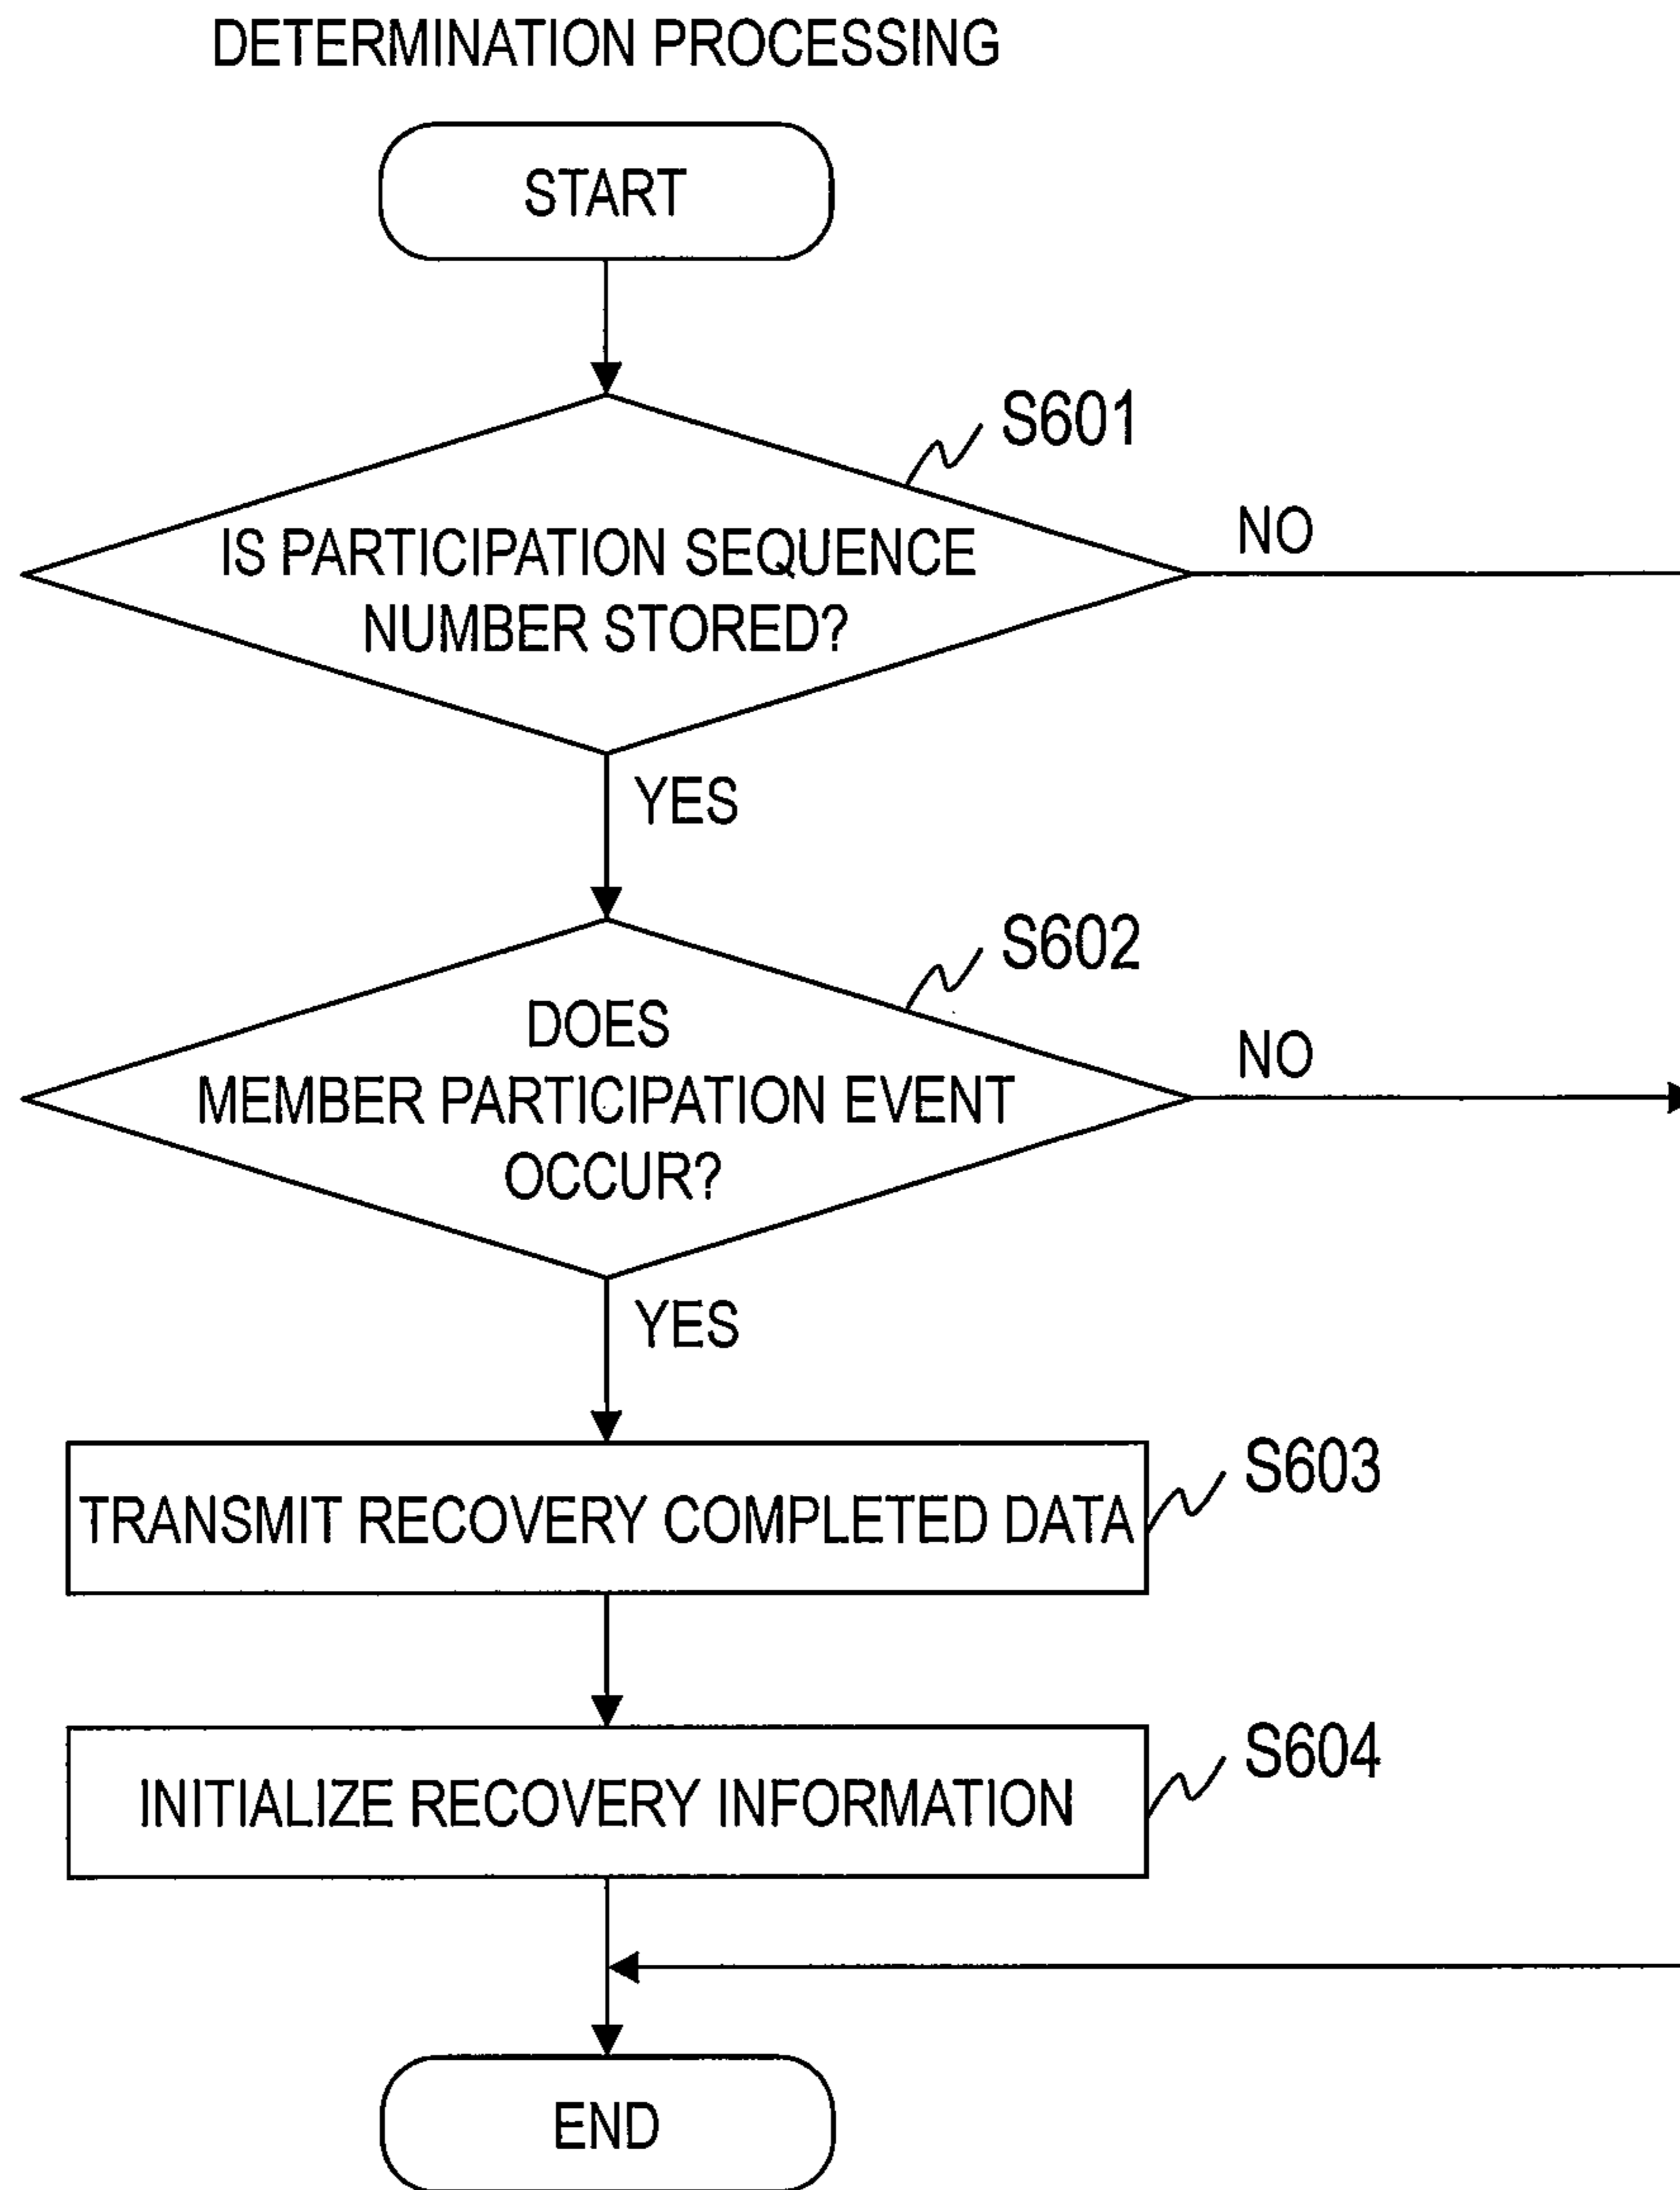 DETERMINATION PROCESSING
START
S601
IS PARTICIPATION SEQUENCE
NUMBER STORED?
NO
YES
S602
DOES
MEMBER PARTICIPATION EVENT
OCCUR?
NO
YES
S603
TRANSMIT RECOVERY COMPLETED DATA
S604
INITIALIZE RECOVERY INFORMATION
END